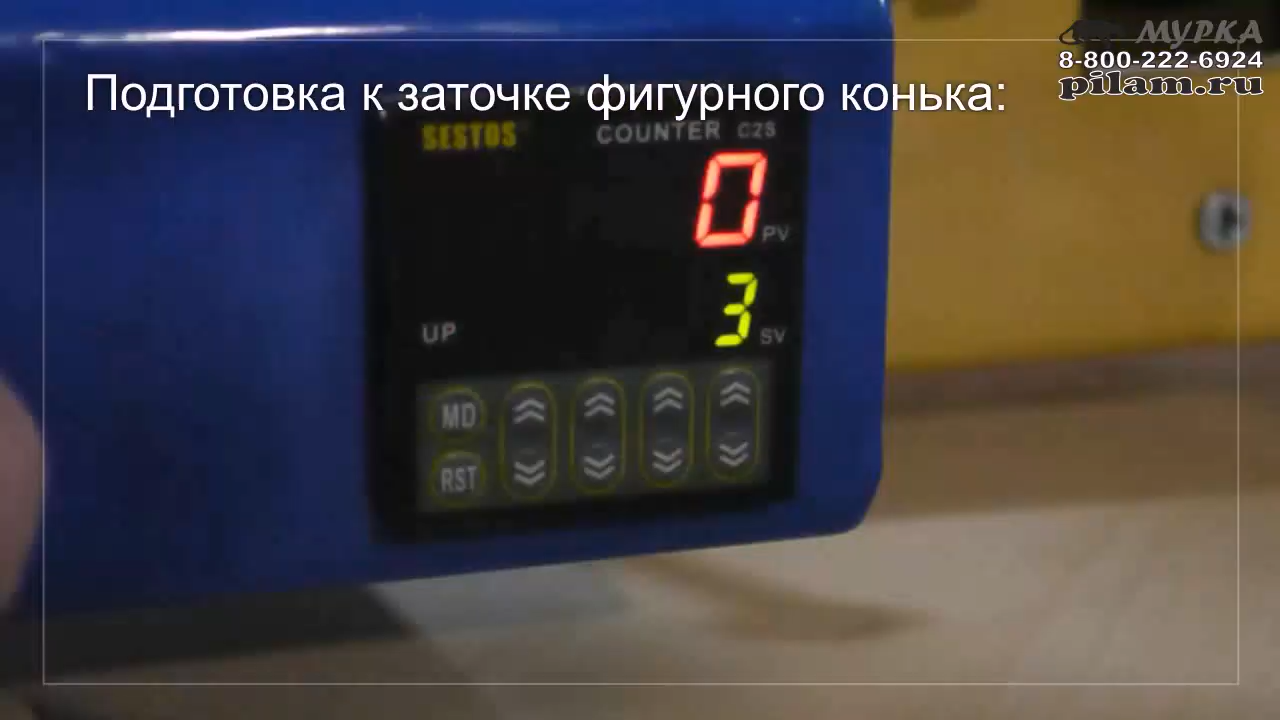 МУРКА
8-800-222-6924
pilam.ru
Подготовка к заточке фигурного конька:
SESTOS COUNTER C2S
0 PV
3 SV
UP
MD
RST